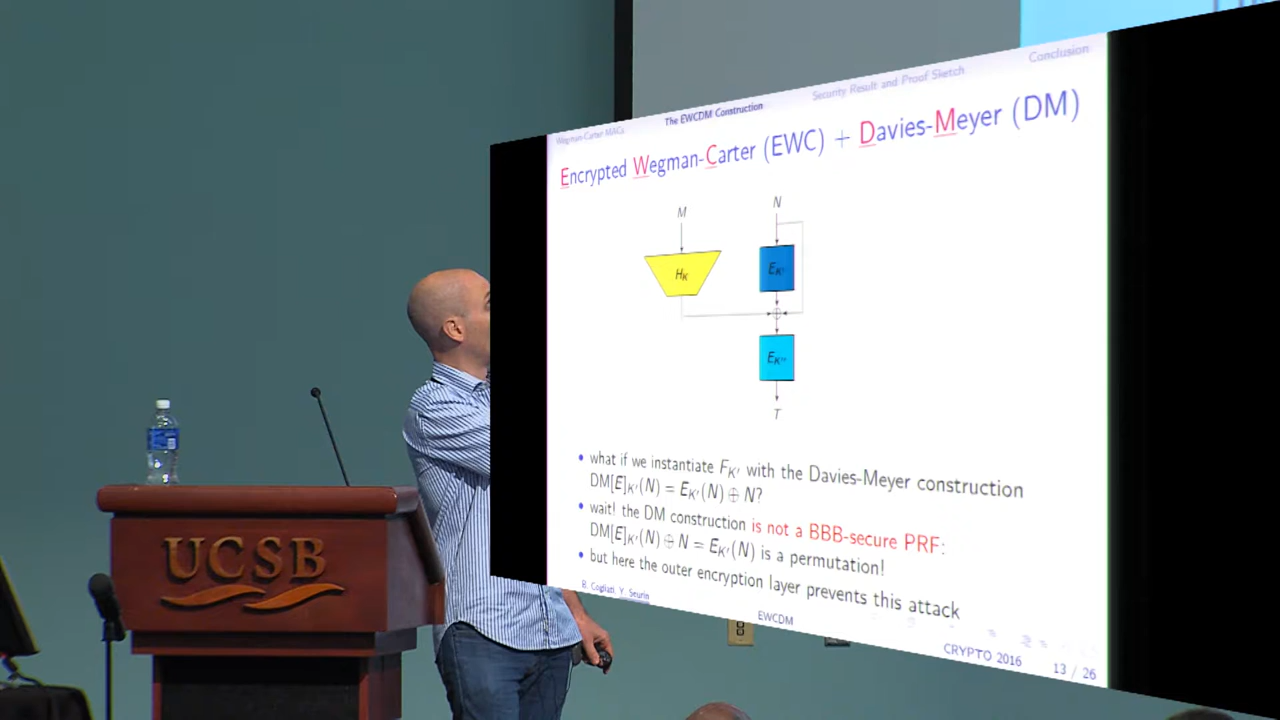 Wegman-Carter MACs
The EWCDM Construction
Security Result and Proof Sketch
Conclusion
Encrypted Wegman-Carter (EWC) + Davies-Meyer (DM)
M
N
H_K
E_K'
E_K''
T
• what if we instantiate F_K' with the Davies-Meyer construction
DM[E]_K'(N) = E_K'(N) ⊕ N?
• wait! the DM construction is not a BBB-secure PRF:
DM[E]_K'(N) ⊕ N = E_K'(N) is a permutation!
• but here the outer encryption layer prevents this attack
B. Cogliati, Y. Seurin
EWCDM
CRYPTO 2016
13 / 26
UCSB